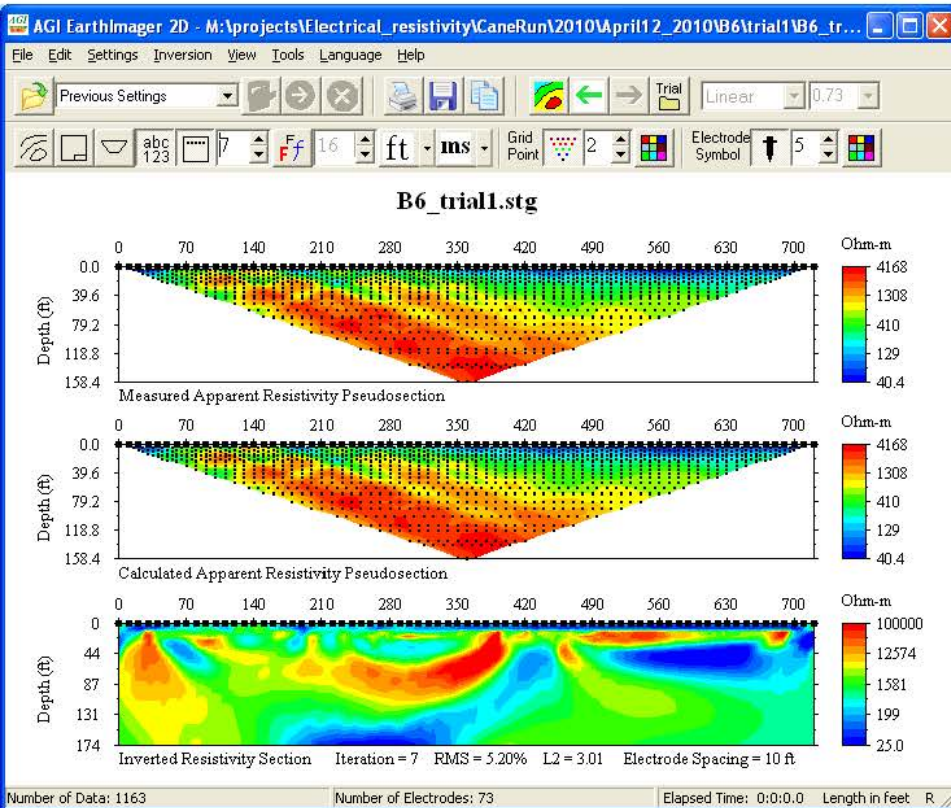 AGI EarthImager 2D - M:\projects\Electrical_resistivity\CaneRun\2010\April12_2010\B6\trial1\B6_tr...
File Edit Settings Inversion View Tools Language Help
Previous Settings Trial Linear 0.73
abc 123 7 Ff 16 ft ms Grid Point 2 Electrode Symbol 5
B6_trial1.stg
0 70 140 210 280 350 420 490 560 630 700 Ohm-m
0.0 4168
39.6 1308
79.2 410
118.8 129
158.4 40.4
Depth (ft)
Measured Apparent Resistivity Pseudosection
0 70 140 210 280 350 420 490 560 630 700 Ohm-m
0.0 4168
39.6 1308
79.2 410
118.8 129
158.4 40.4
Depth (ft)
Calculated Apparent Resistivity Pseudosection
0 70 140 210 280 350 420 490 560 630 700 Ohm-m
0 100000
44 12574
87 1581
131 199
174 25.0
Depth (ft)
Inverted Resistivity Section Iteration = 7 RMS = 5.20% L2 = 3.01 Electrode Spacing = 10 ft
Number of Data: 1163 Number of Electrodes: 73 Elapsed Time: 0:0:0.0 Length in feet R